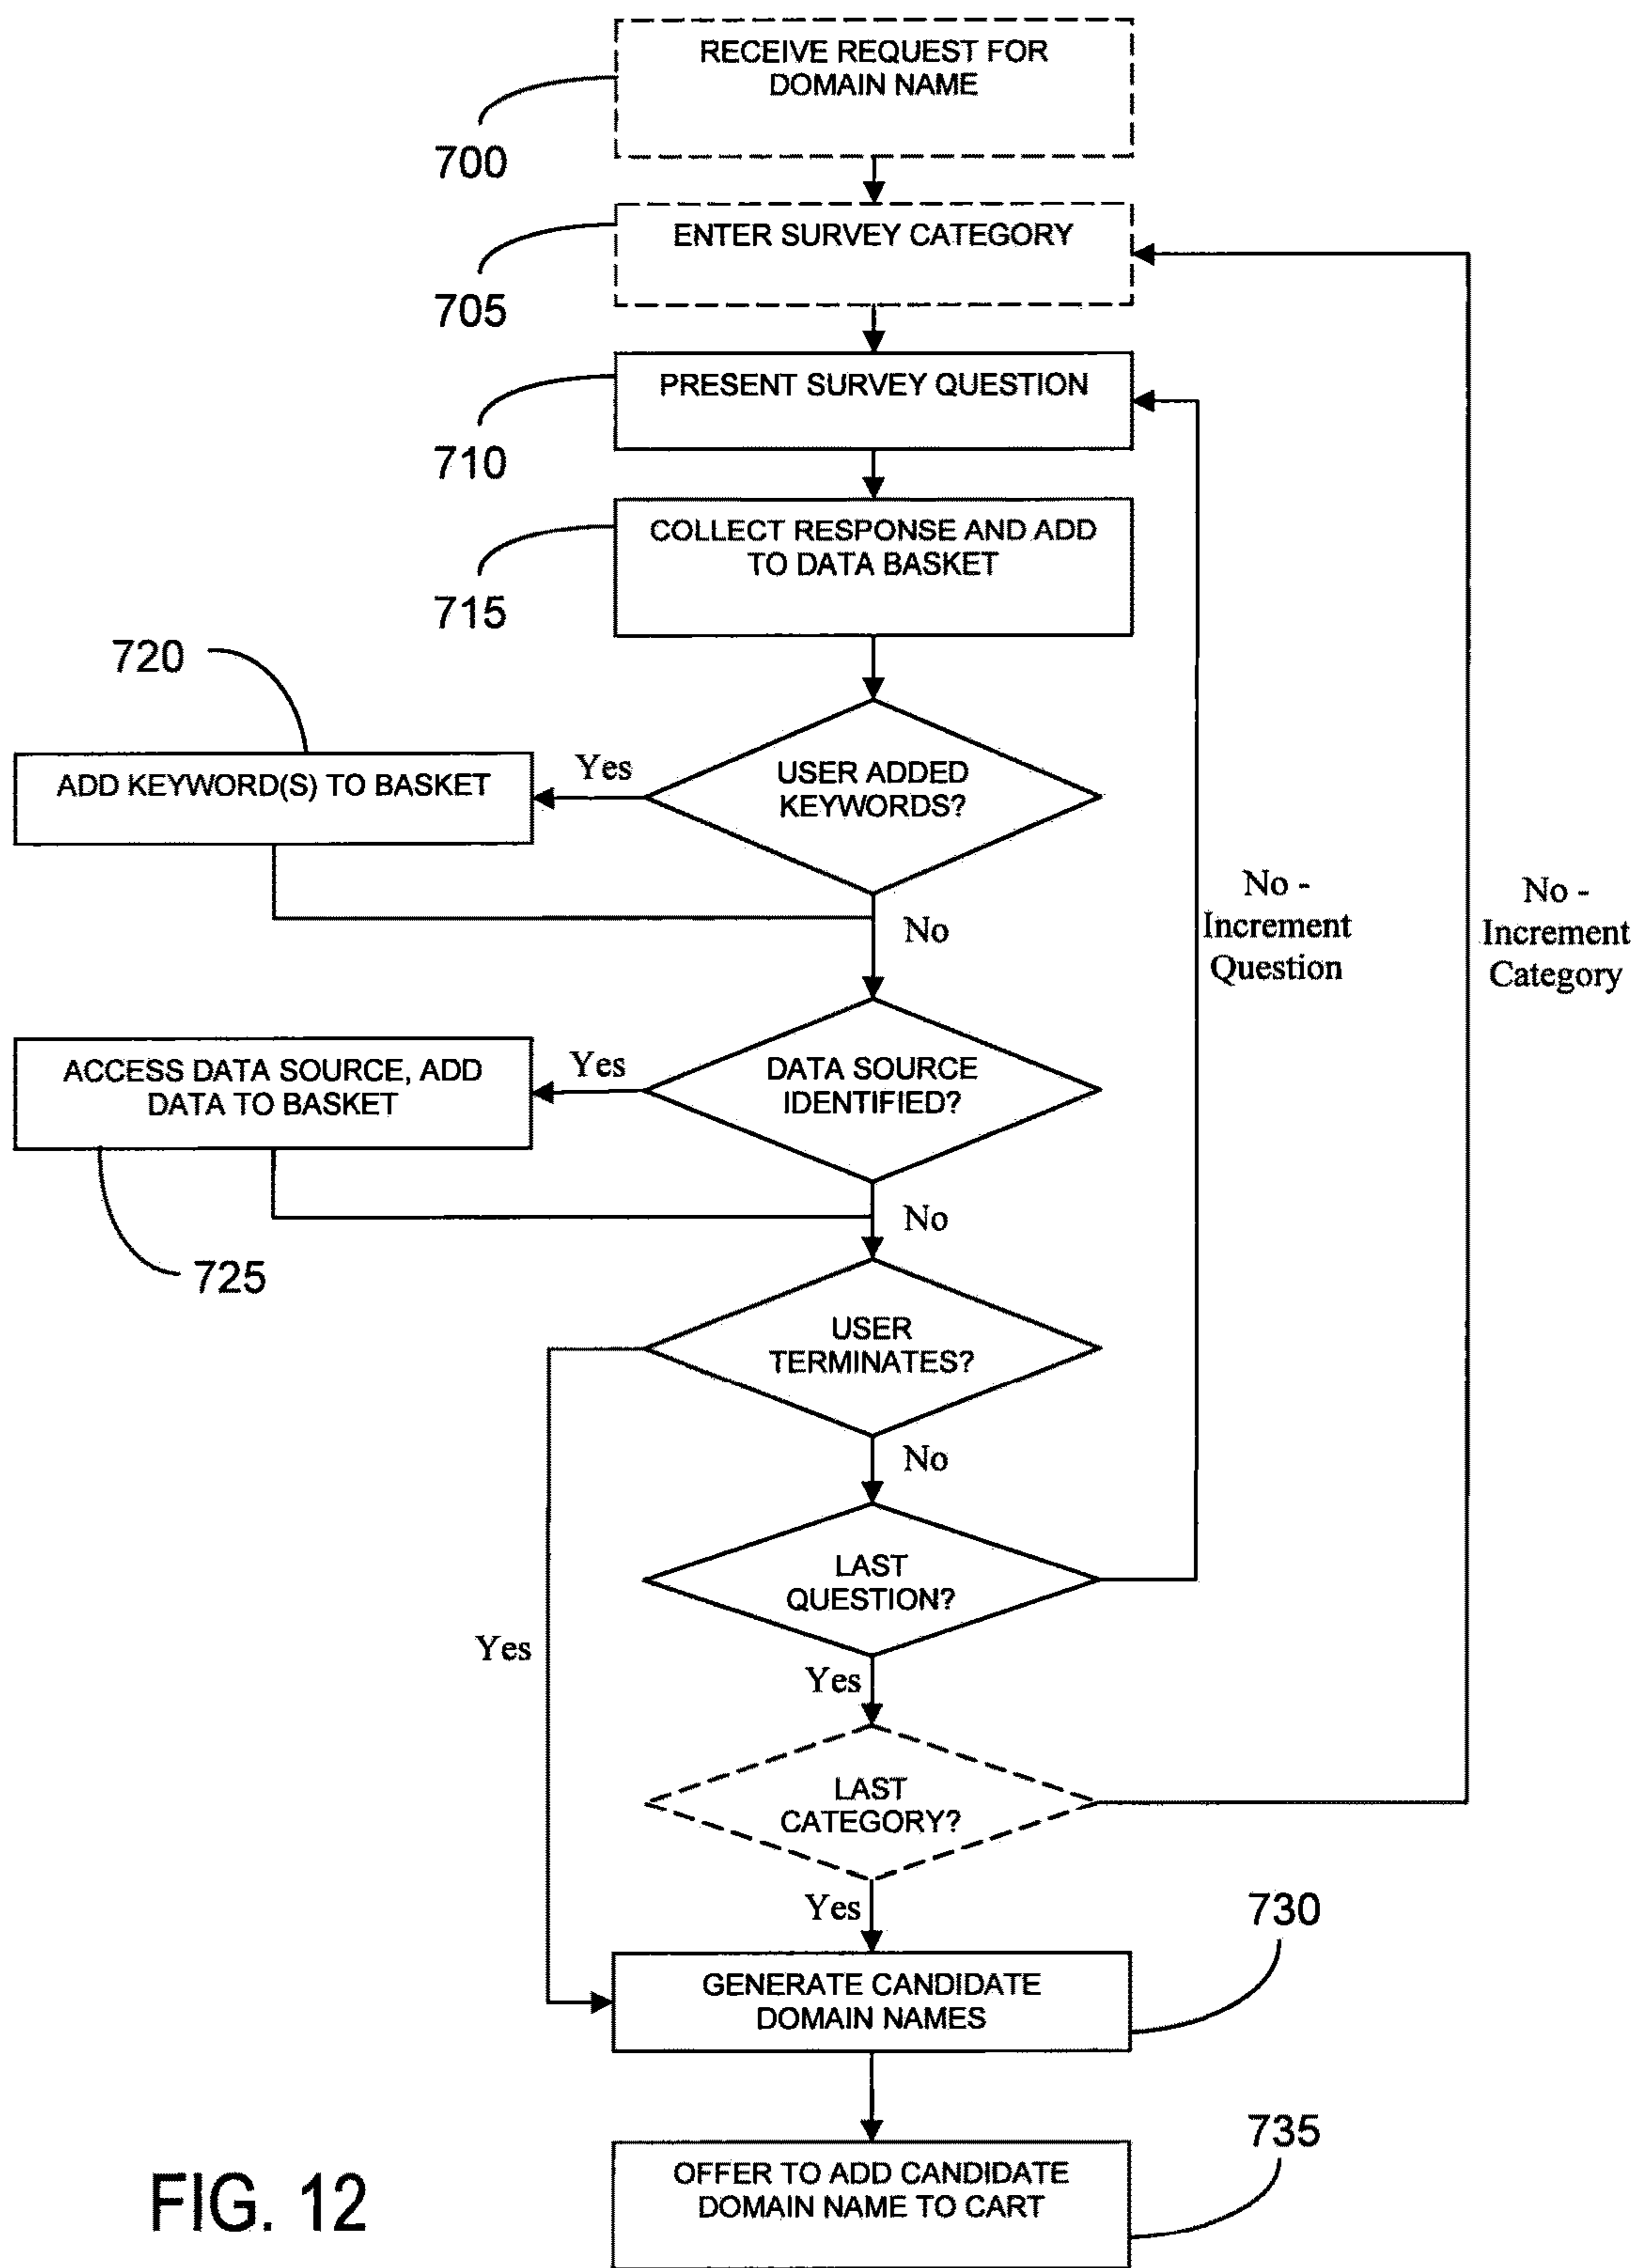 RECEIVE REQUEST FOR
DOMAIN NAME
700
ENTER SURVEY CATEGORY
705
PRESENT SURVEY QUESTION
710
COLLECT RESPONSE AND ADD
TO DATA BASKET
715
720
ADD KEYWORD(S) TO BASKET
Yes
USER ADDED
KEYWORDS?
No
No -
Increment
Question
No -
Increment
Category
ACCESS DATA SOURCE, ADD
DATA TO BASKET
Yes
DATA SOURCE
IDENTIFIED?
No
725
USER
TERMINATES?
No
LAST
QUESTION?
Yes
Yes
LAST
CATEGORY?
Yes
730
GENERATE CANDIDATE
DOMAIN NAMES
735
OFFER TO ADD CANDIDATE
DOMAIN NAME TO CART
FIG. 12